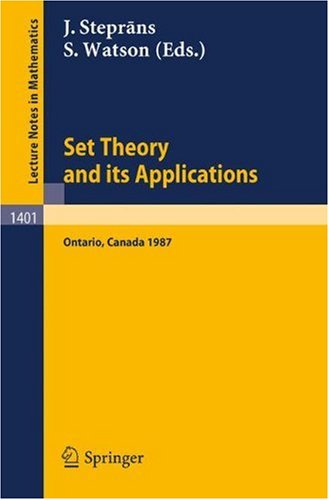 J. Steprāns
S. Watson (Eds.)
Lecture Notes in Mathematics
1401
Set Theory
and its Applications
Ontario, Canada 1987
Springer